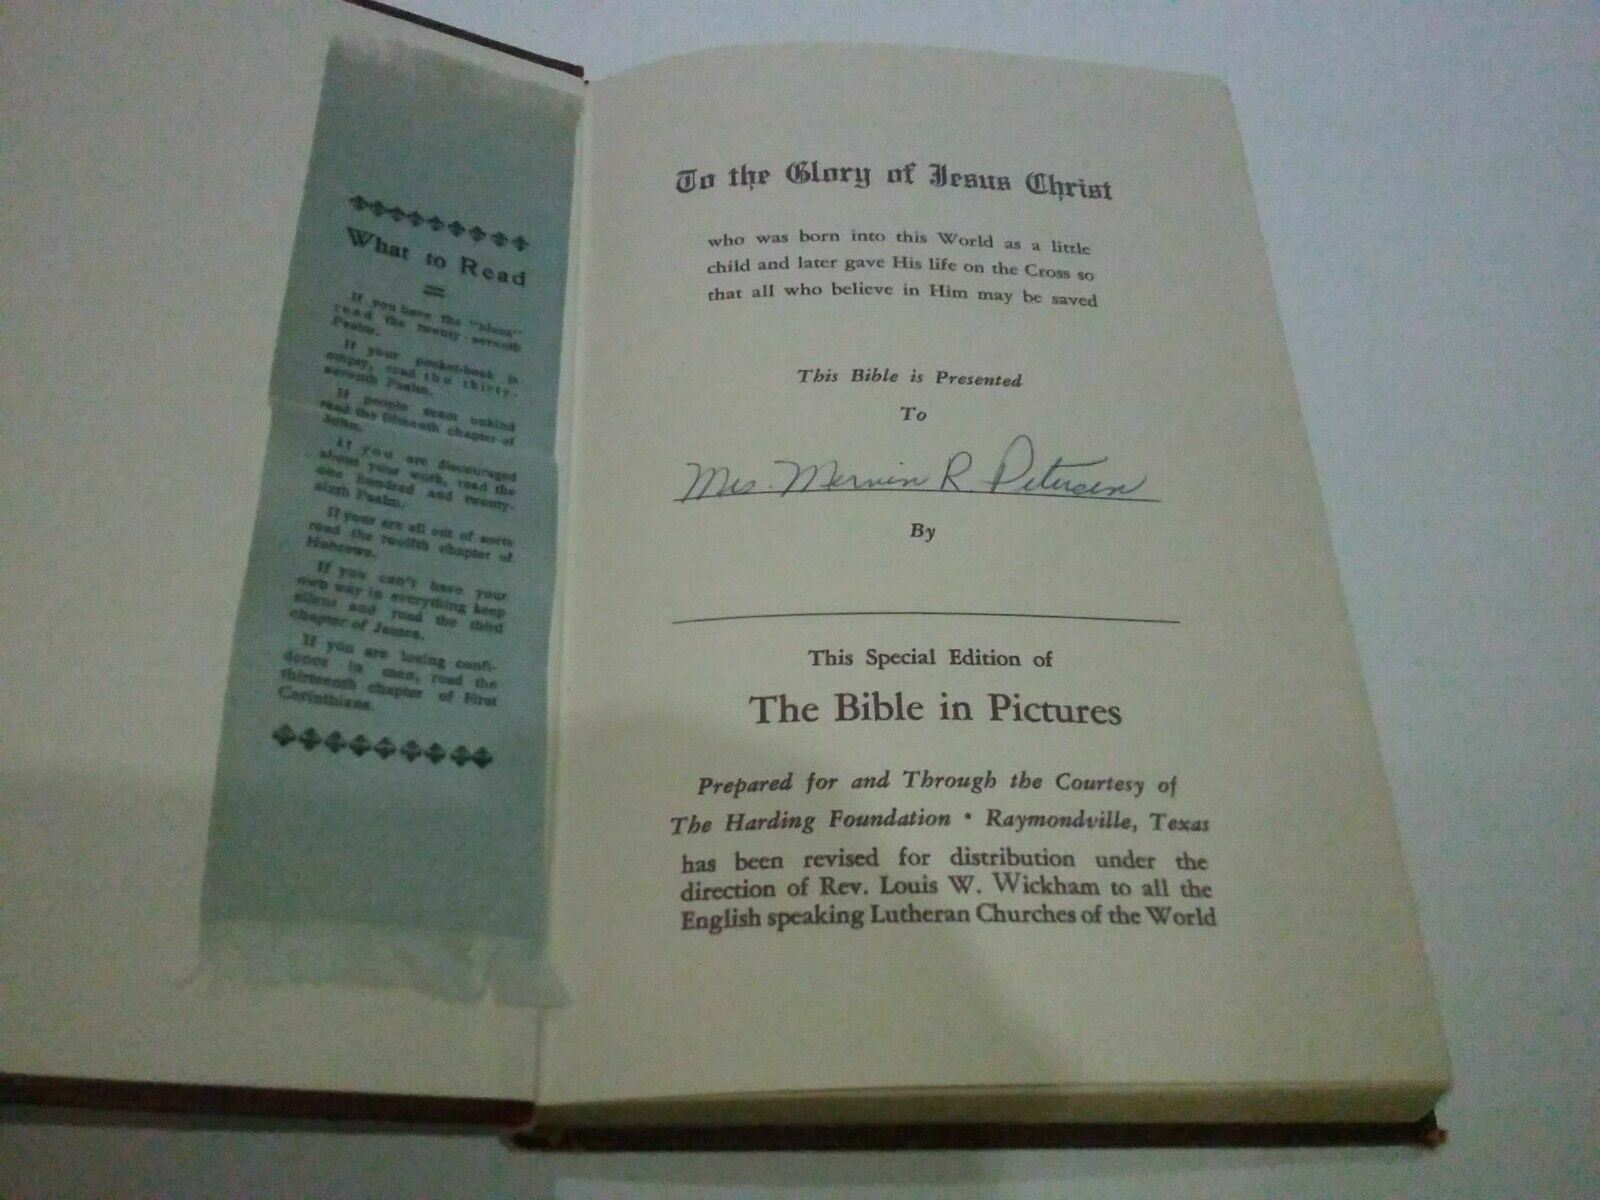 What to Read
If you have the "blues"
read the twenty-seventh
Psalm.
If your pocket-book is
empty, read the thirty-
seventh Psalm.
If people seem unkind
read the fifteenth chapter of
John.
If you are discouraged
about your work, read the
one hundred and twenty-
sixth Psalm.
If your are all out of sorts
read the twelfth chapter of
Hebrews.
If you can't have your
own way in everything keep
silent and read the third
chapter of James.
If you are losing confi-
dence in men, read the
thirteenth chapter of First
Corinthians.
To the Glory of Jesus Christ
who was born into this World as a little
child and later gave His life on the Cross so
that all who believe in Him may be saved
This Bible is Presented
To
Mrs. Mervin R. Petersen
By
This Special Edition of
The Bible in Pictures
Prepared for and Through the Courtesy of
The Harding Foundation • Raymondville, Texas
has been revised for distribution under the
direction of Rev. Louis W. Wickham to all the
English speaking Lutheran Churches of the World